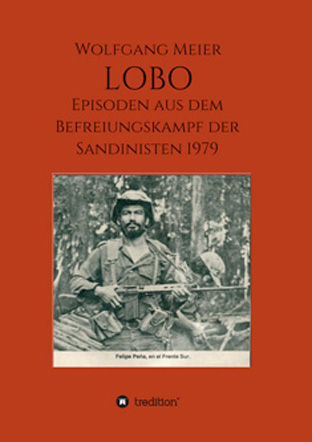 Wolfgang Meier
LOBO
Episoden aus dem
Befreiungskampf der
Sandinisten 1979
Felipe Peña, en el Frente Sur.
tredition®